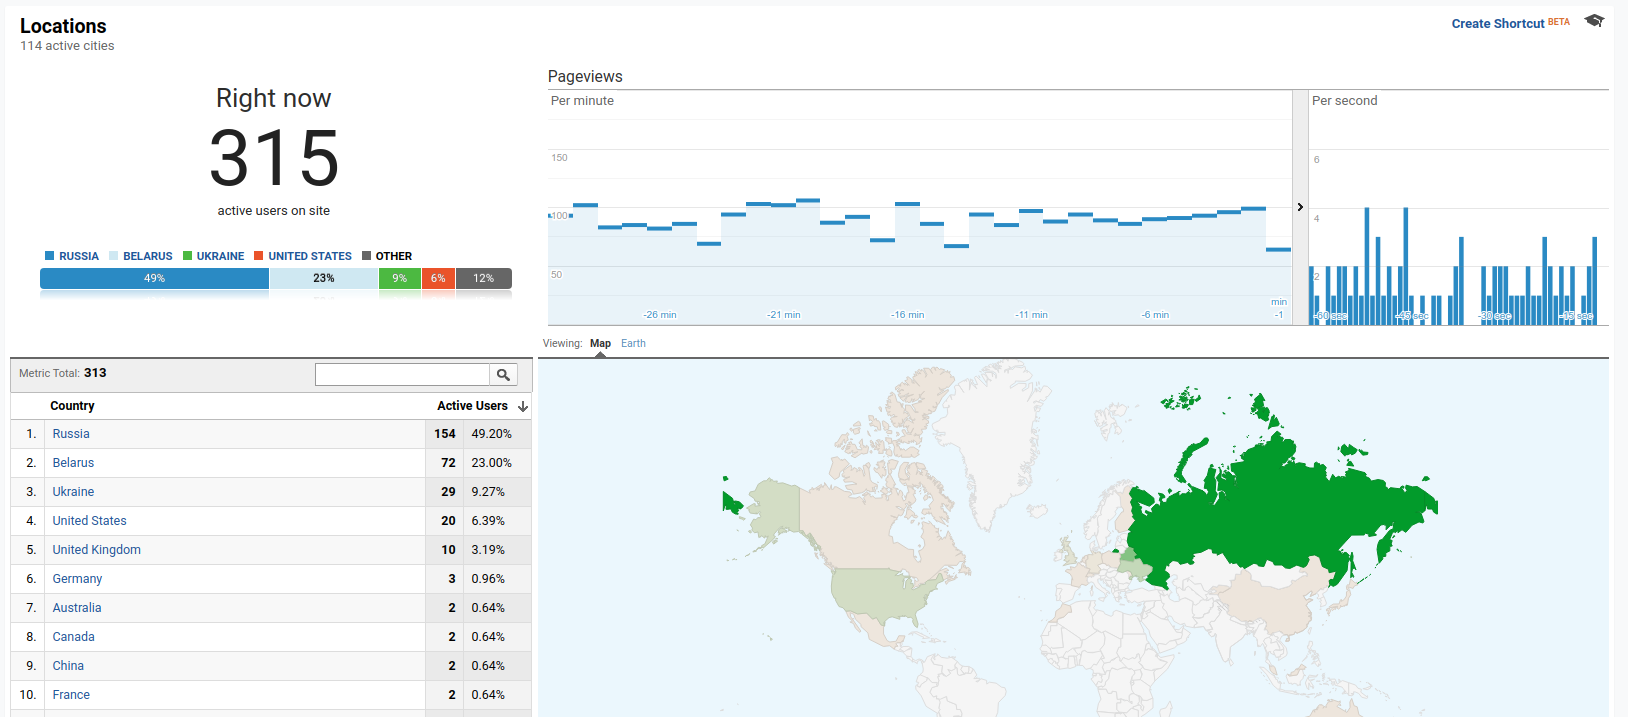 Locations
114 active cities
Create Shortcut BETA
Right now
315
active users on site
RUSSIA BELARUS UKRAINE UNITED STATES OTHER
49% 23% 9% 6% 12%
Pageviews
Per minute
150
100
50
-26 min -21 min -16 min -11 min -6 min min -1
Per second
6
4
2
-60 sec -45 sec -30 sec -15 sec
Viewing: Map Earth
Metric Total: 313
Country Active Users
1. Russia 154 49.20%
2. Belarus 72 23.00%
3. Ukraine 29 9.27%
4. United States 20 6.39%
5. United Kingdom 10 3.19%
6. Germany 3 0.96%
7. Australia 2 0.64%
8. Canada 2 0.64%
9. China 2 0.64%
10. France 2 0.64%